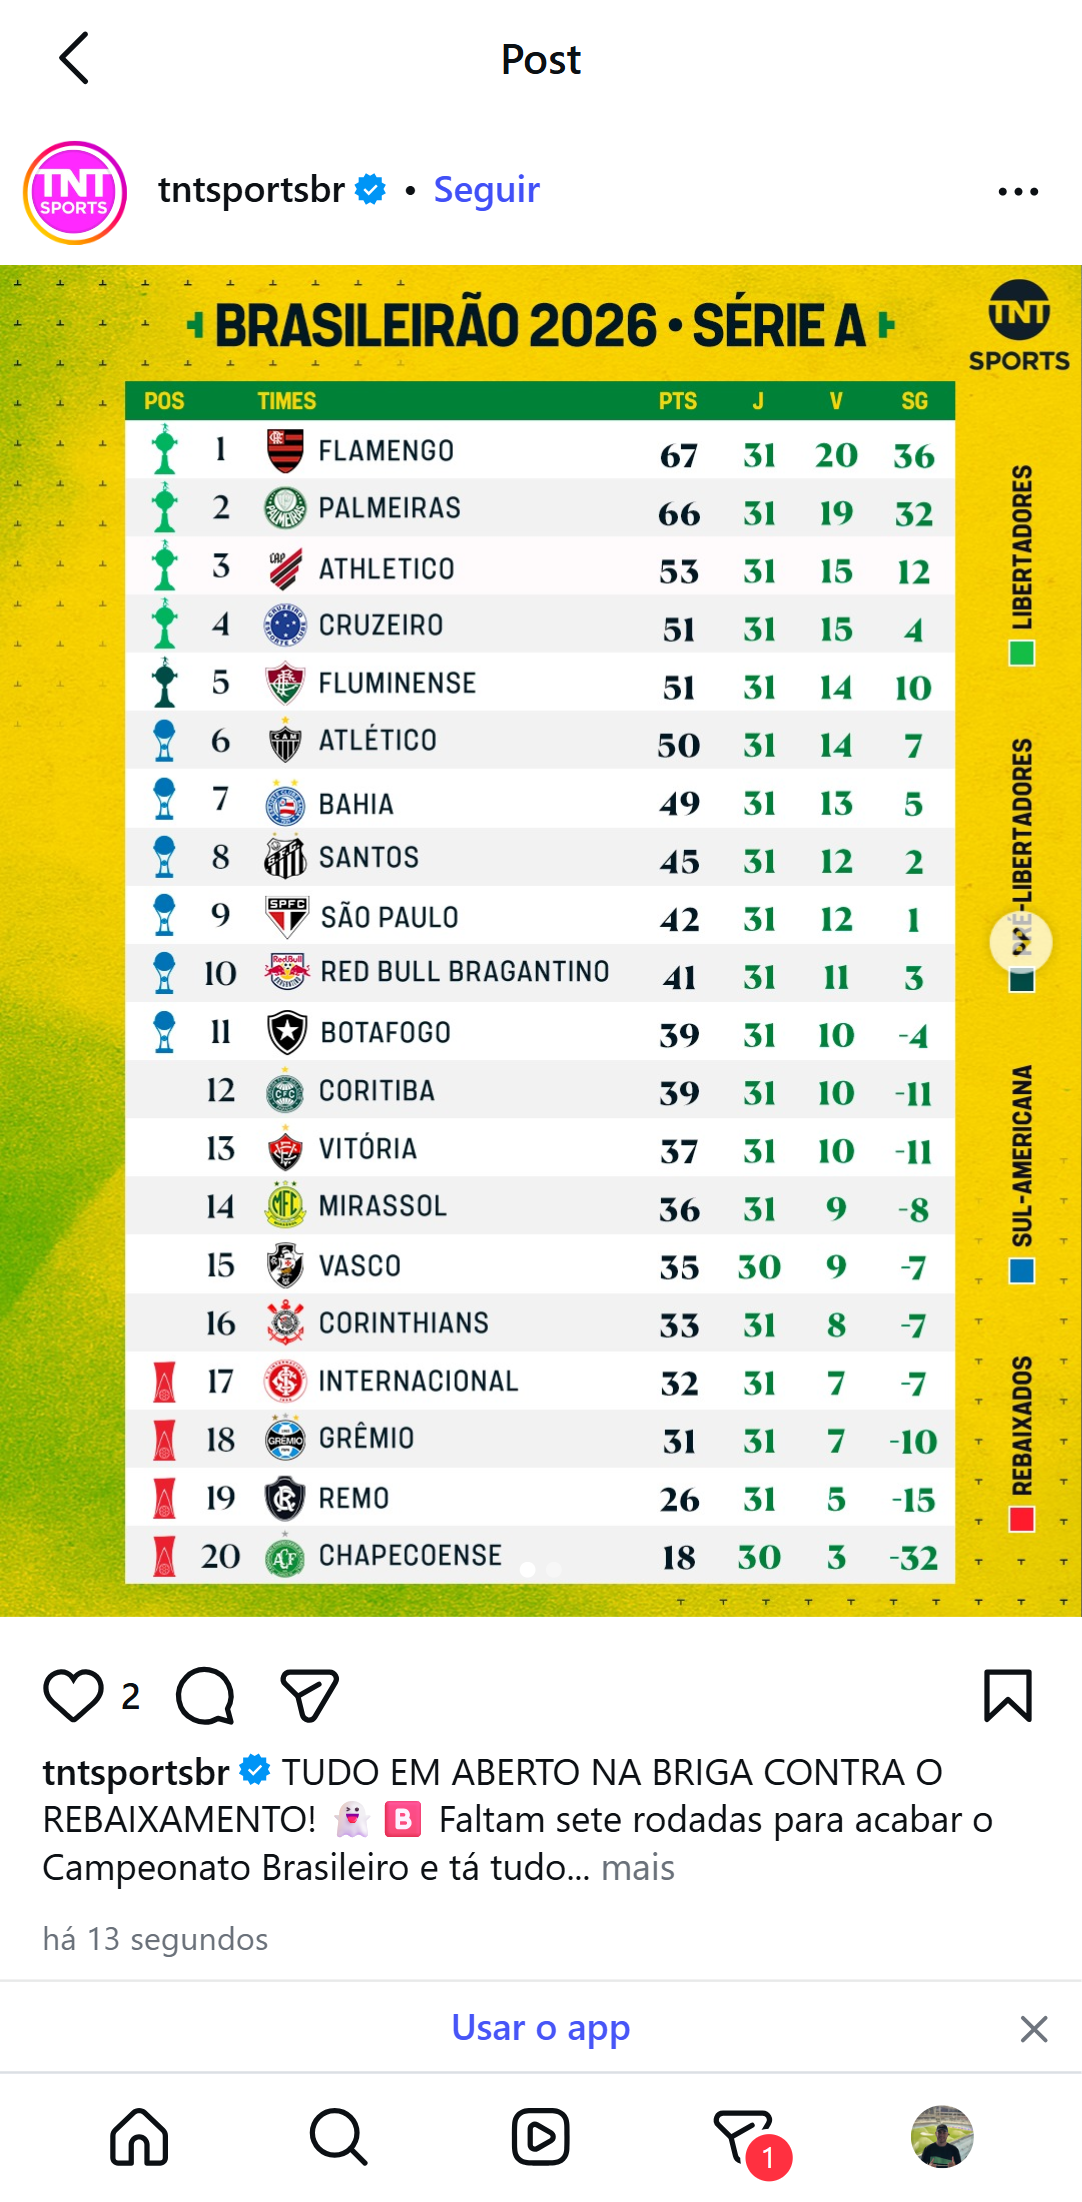 Post
TNT SPORTS
tntsportsbr • Seguir
BRASILEIRÃO 2026 • SÉRIE A
TNT SPORTS
POS TIMES PTS J V SG
1 FLAMENGO 67 31 20 36
2 PALMEIRAS 66 31 19 32
3 ATHLETICO 53 31 15 12
4 CRUZEIRO 51 31 15 4
5 FLUMINENSE 51 31 14 10
6 ATLÉTICO 50 31 14 7
7 BAHIA 49 31 13 5
8 SANTOS 45 31 12 2
9 SÃO PAULO 42 31 12 1
10 RED BULL BRAGANTINO 41 31 11 3
11 BOTAFOGO 39 31 10 -4
12 CORITIBA 39 31 10 -11
13 VITÓRIA 37 31 10 -11
14 MIRASSOL 36 31 9 -8
15 VASCO 35 30 9 -7
16 CORINTHIANS 33 31 8 -7
17 INTERNACIONAL 32 31 7 -7
18 GRÊMIO 31 31 7 -10
19 REMO 26 31 5 -15
20 CHAPECOENSE 18 30 3 -32
LIBERTADORES
PRÉ-LIBERTADORES
SUL-AMERICANA
REBAIXADOS
2
tntsportsbr TUDO EM ABERTO NA BRIGA CONTRA O
REBAIXAMENTO! 👻 🅱️ Faltam sete rodadas para acabar o
Campeonato Brasileiro e tá tudo... mais
há 13 segundos
Usar o app
1